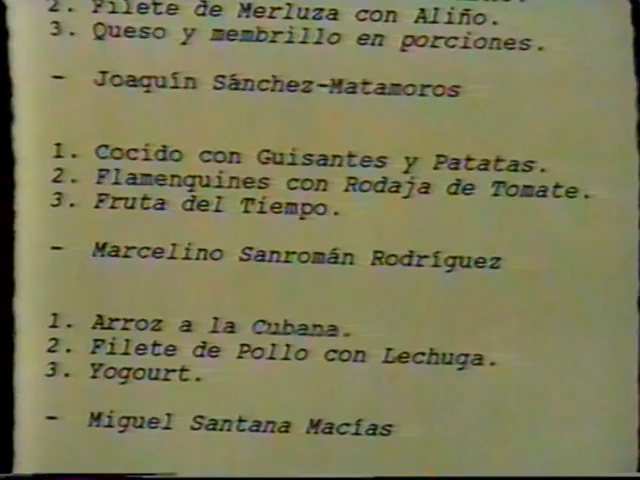 2. Filete de Merluza con Aliño.
3. Queso y membrillo en porciones.
- Joaquín Sánchez-Matamoros
1. Cocido con Guisantes y Patatas.
2. Flamenquines con Rodaja de Tomate.
3. Fruta del Tiempo.
- Marcelino Sanromán Rodríguez
1. Arroz a la Cubana.
2. Filete de Pollo con Lechuga.
3. Yogourt.
- Miguel Santana Macías